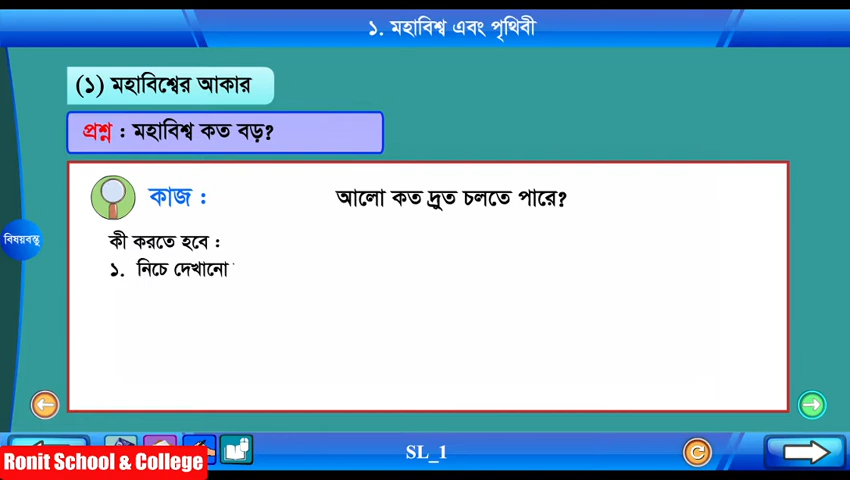 ১. মহাবিশ্ব এবং পৃথিবী
(১) মহাবিশ্বের আকার
প্রশ্ন : মহাবিশ্ব কত বড়?
কাজ :
আলো কত দ্রুত চলতে পারে?
কী করতে হবে :
১. নিচে দেখানো
বিষয়বস্তু
SL_1
Ronit School & College